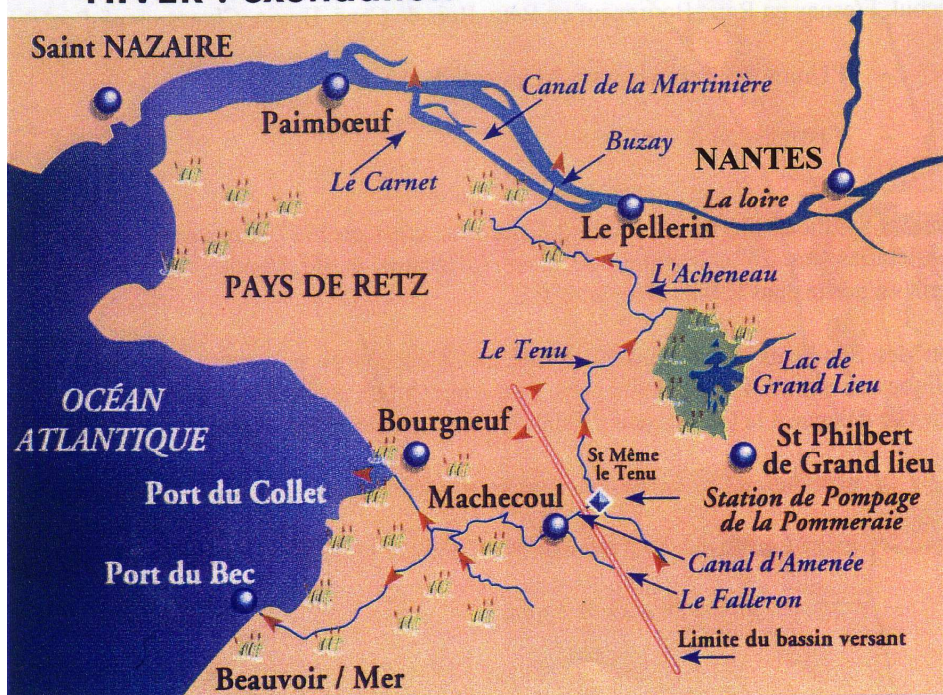 HIVER : exondation
Saint NAZAIRE
Canal de la Martinière
Paimbœuf
Buzay
NANTES
Le Carnet
La loire
Le pellerin
PAYS DE RETZ
L'Acheneau
Le Tenu
Lac de
Grand Lieu
OCÉAN
ATLANTIQUE
Bourgneuf
St Philbert
de Grand lieu
St Même
le Tenu
Port du Collet
Machecoul
Station de Pompage
de la Pommeraie
Canal d'Amenée
Port du Bec
Le Falleron
Limite du bassin versant
Beauvoir / Mer